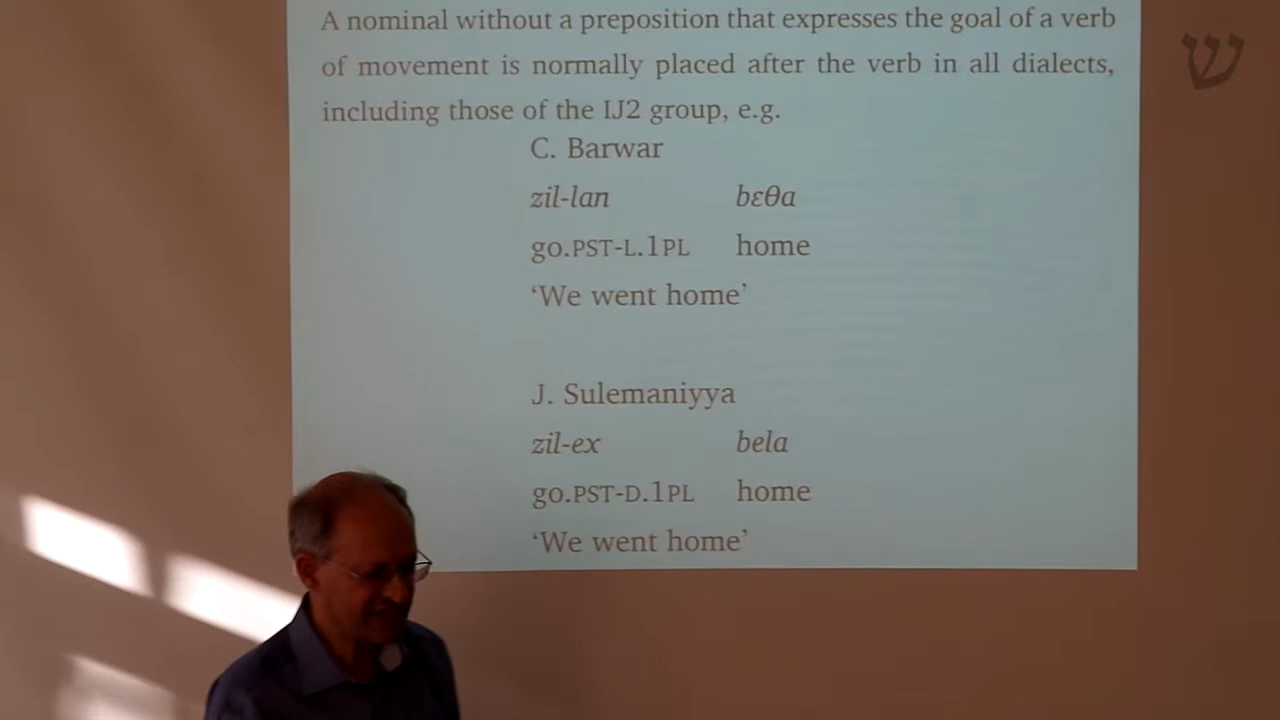 A nominal without a preposition that expresses the goal of a verb
of movement is normally placed after the verb in all dialects,
including those of the IJ2 group, e.g.
C. Barwar
zil-lan bɛθa
go.PST-L.1PL home
‘We went home’
J. Sulemaniyya
zil-ex bela
go.PST-D.1PL home
‘We went home’
ש